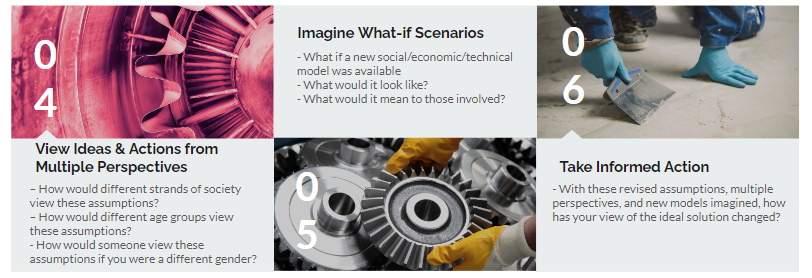 04
View Ideas & Actions from
Multiple Perspectives
– How would different strands of society
view these assumptions?
– How would different age groups view
these assumptions?
- How would someone view these
assumptions if you were a different gender?
Imagine What-if Scenarios
- What if a new social/economic/technical
model was available
- What would it look like?
- What would it mean to those involved?
05
06
Take Informed Action
- With these revised assumptions, multiple
perspectives, and new models imagined, how
has your view of the ideal solution changed?